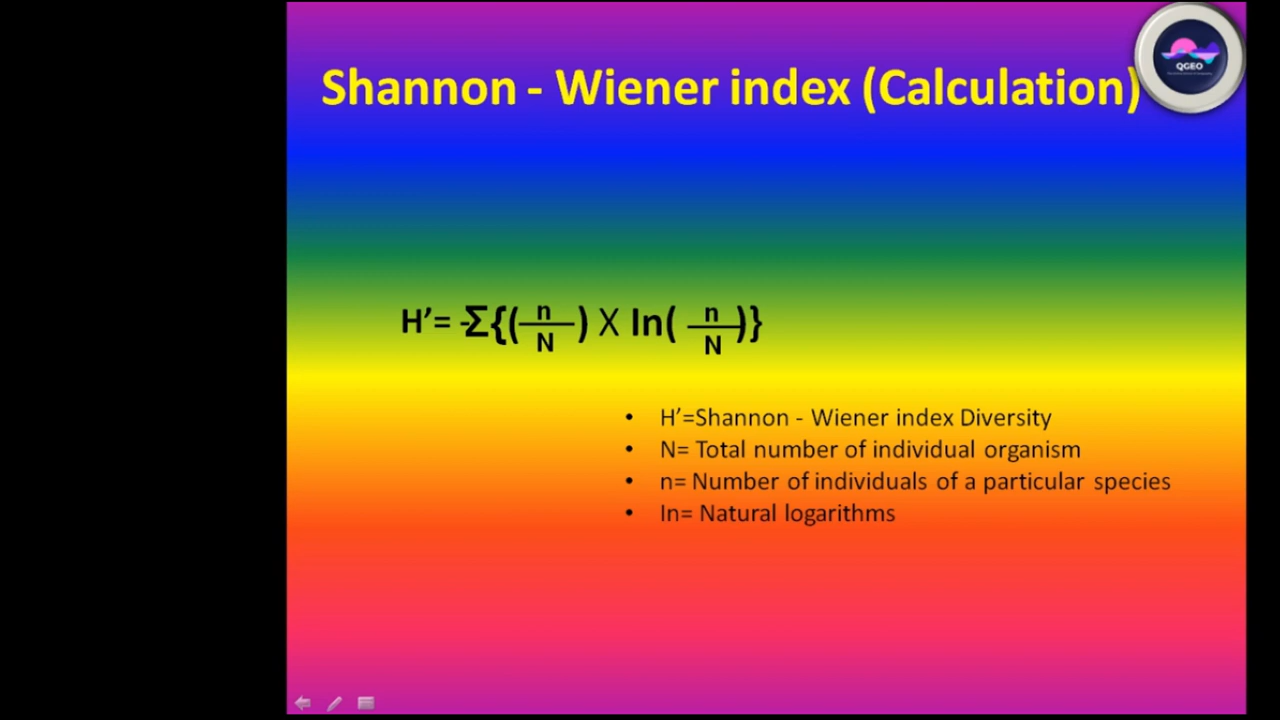 Shannon - Wiener index (Calculation)
QGEO
H’= -Σ{( n/N ) X ln( n/N )}
• H’=Shannon - Wiener index Diversity
• N= Total number of individual organism
• n= Number of individuals of a particular species
• In= Natural logarithms